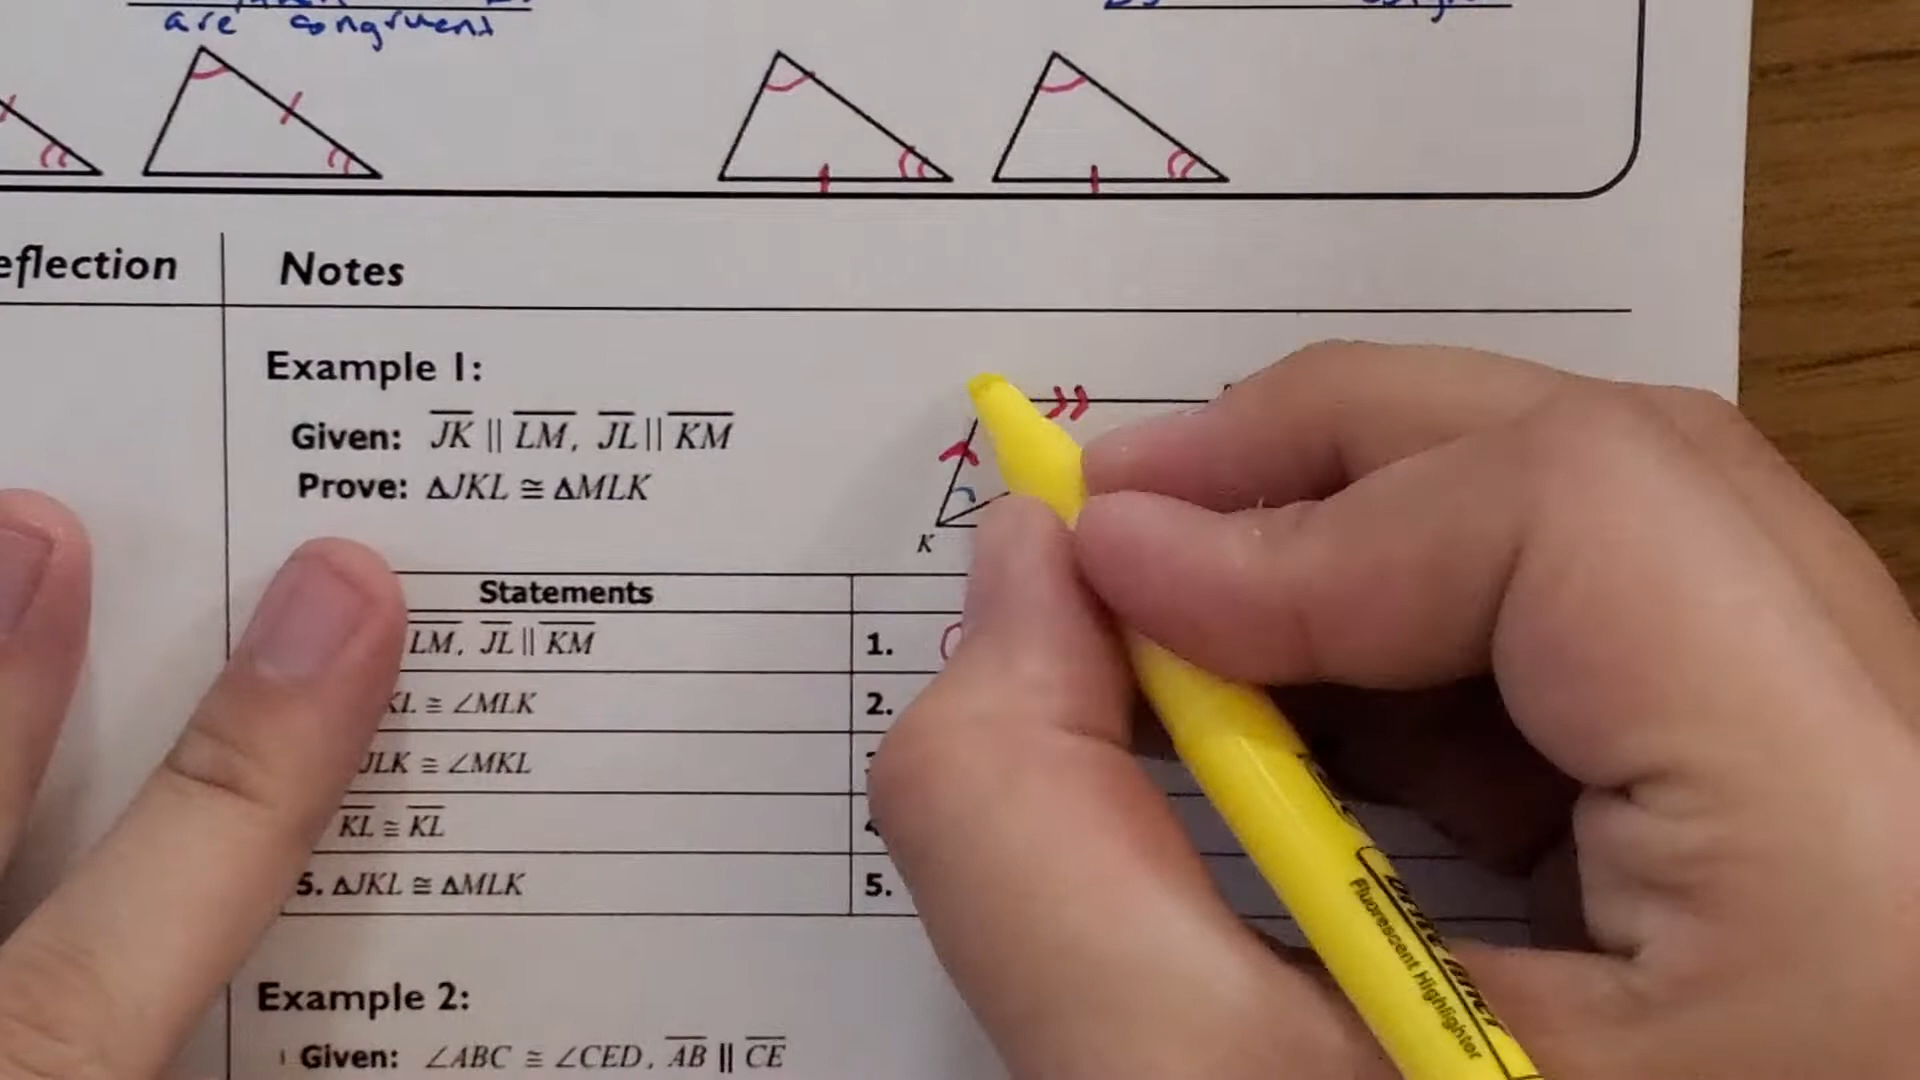 are congruent
eflection
Notes
Example 1:
Given: JK || LM, JL || KM
Prove: ΔJKL ≅ ΔMLK
K
Statements
LM, JL || KM
1.
KL ≅ ∠MLK
2.
JLK ≅ ∠MKL
KL ≅ KL
5. ΔJKL ≅ ΔMLK
5.
Example 2:
Given: ∠ABC ≅ ∠CED, AB || CE
Fluorescent Highlighter